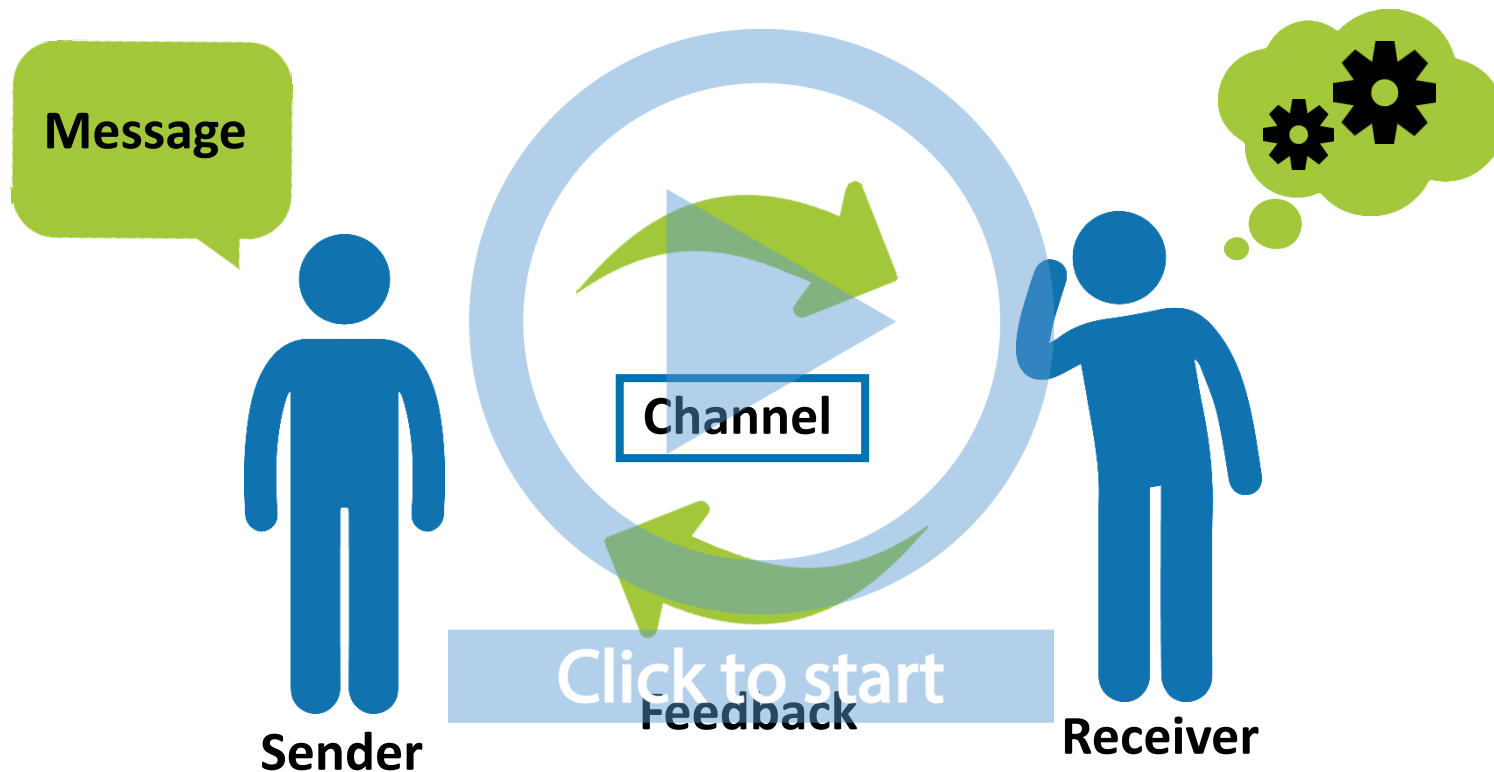 Message
Channel
Click to start
Feedback
Sender
Receiver